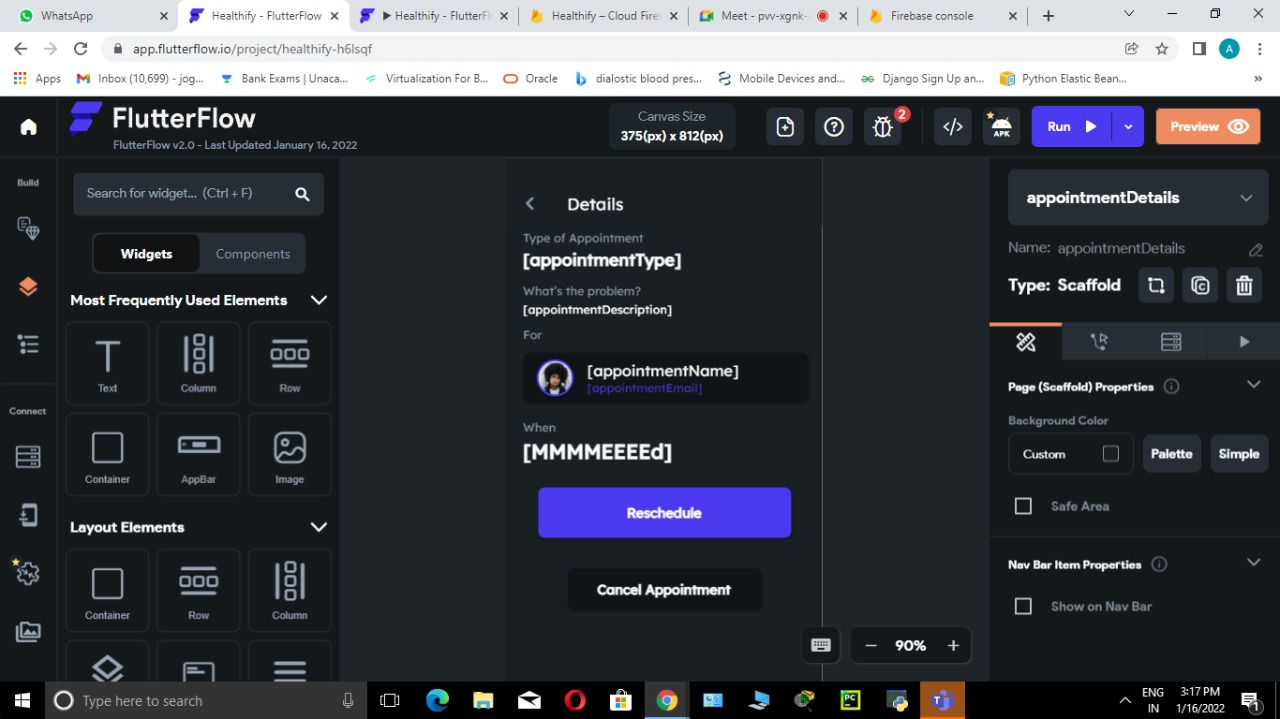 WhatsApp
Healthify - FlutterFlow
Healthify - FlutterFl
Healthify – Cloud Fires
Meet - pvv-xgnk-
Firebase console
app.flutterflow.io/project/healthify-h6lsqf
A
Apps
Inbox (10,699) - jog...
Bank Exams | Unaca...
Virtualization For B...
Oracle
dialostic blood pres...
Mobile Devices and...
Django Sign Up an...
Python Elastic Bean...
FlutterFlow
FlutterFlow v2.0 - Last Updated January 16, 2022
Canvas Size
375(px) x 812(px)
2
APK
Run
Preview
Build
Connect
Search for widget... (Ctrl + F)
Widgets
Components
Most Frequently Used Elements
Text
Column
Row
Container
AppBar
Image
Layout Elements
Container
Row
Column
Details
Type of Appointment
[appointmentType]
What's the problem?
[appointmentDescription]
For
[appointmentName]
[appointmentEmail]
When
[MMMMEEEEd]
Reschedule
Cancel Appointment
90%
appointmentDetails
Name: appointmentDetails
Type: Scaffold
Page (Scaffold) Properties
Background Color
Custom
Palette
Simple
Safe Area
Nav Bar Item Properties
Show on Nav Bar
Type here to search
PC
ENG
IN
3:17 PM
1/16/2022
1